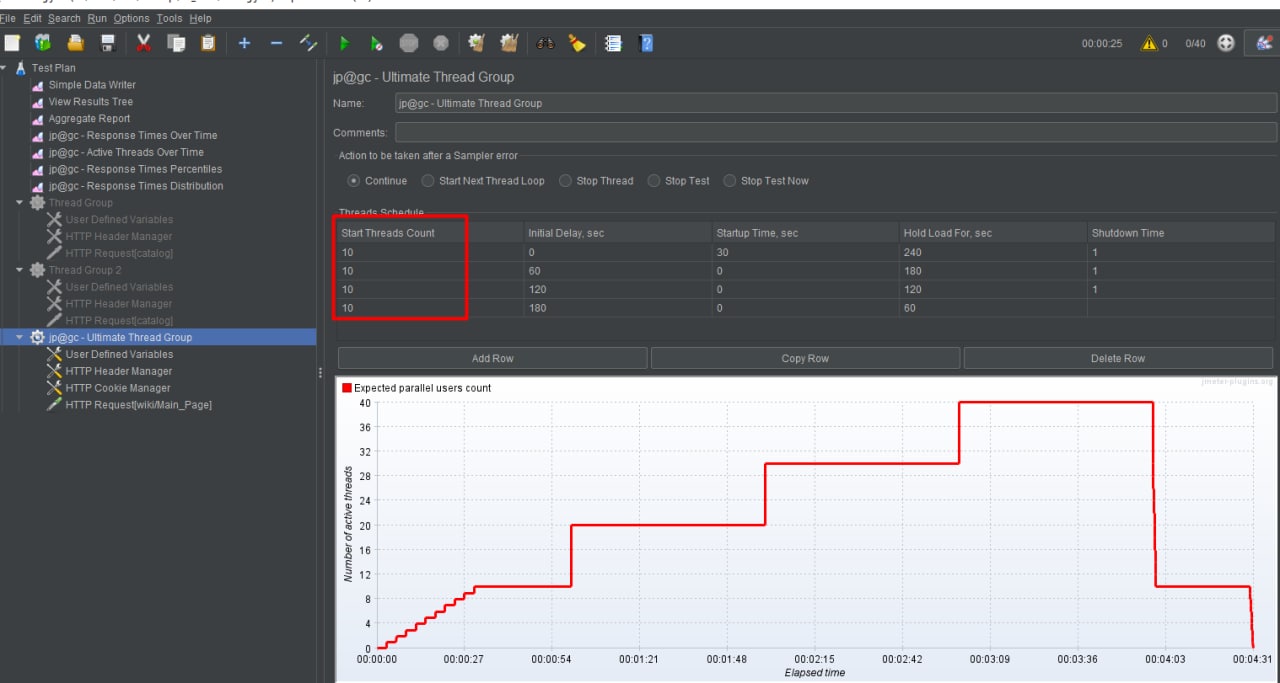 File Edit Search Run Options Tools Help
00:00:25 0 0/40
Test Plan
Simple Data Writer
View Results Tree
Aggregate Report
jp@gc - Response Times Over Time
jp@gc - Active Threads Over Time
jp@gc - Response Times Percentiles
jp@gc - Response Times Distribution
Thread Group
User Defined Variables
HTTP Header Manager
HTTP Request[catalog]
Thread Group 2
User Defined Variables
HTTP Header Manager
HTTP Request[catalog]
jp@gc - Ultimate Thread Group
User Defined Variables
HTTP Header Manager
HTTP Cookie Manager
HTTP Request[wiki/Main_Page]
jp@gc - Ultimate Thread Group
Name: jp@gc - Ultimate Thread Group
Comments:
Action to be taken after a Sampler error
Continue Start Next Thread Loop Stop Thread Stop Test Stop Test Now
Threads Schedule
Start Threads Count Initial Delay, sec Startup Time, sec Hold Load For, sec Shutdown Time
10 0 30 240 1
10 60 0 180 1
10 120 0 120 1
10 180 0 60
Add Row Copy Row Delete Row
Expected parallel users count
jmeter-plugins.org
40
36
32
28
24
20
16
12
8
4
0
Number of active threads
00:00:00 00:00:27 00:00:54 00:01:21 00:01:48 00:02:15 00:02:42 00:03:09 00:03:36 00:04:03 00:04:31
Elapsed time